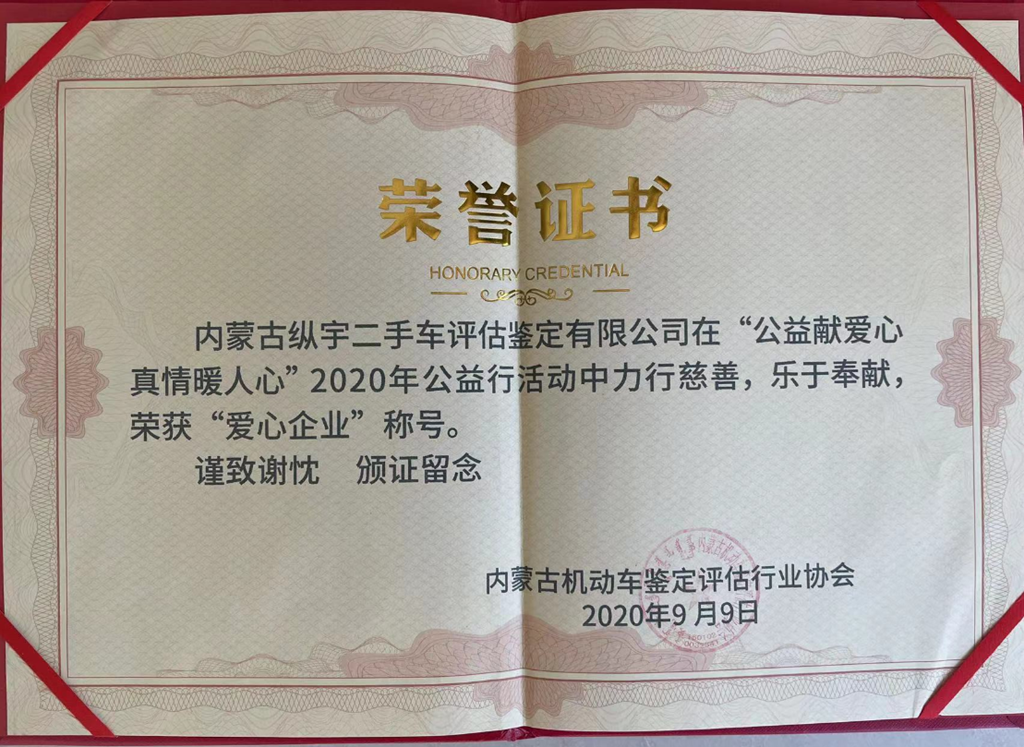 荣誉证书
HONORARY CREDENTIAL
内蒙古纵宇二手车评估鉴定有限公司在“公益献爱心
真情暖人心”2020年公益行活动中力行慈善，乐于奉献，
荣获“爱心企业”称号。
谨致谢忱 颁证留念
内蒙古机动车鉴定评估行业协会
2020年9月9日